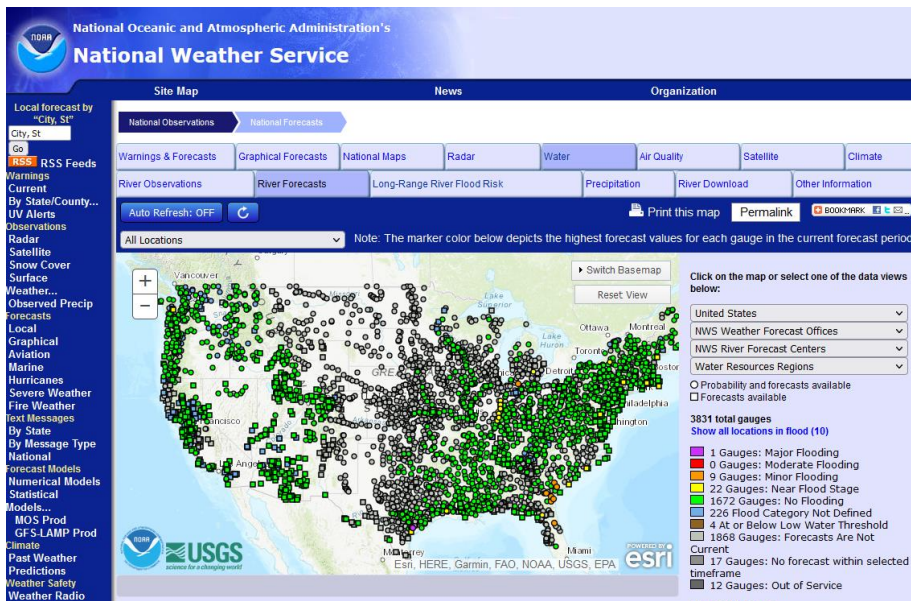 NOAA
National Oceanic and Atmospheric Administration's
National Weather Service
Site Map
News
Organization
Local forecast by
"City, St"
City, St
Go
RSS RSS Feeds
Warnings
Current
By State/County...
UV Alerts
Observations
Radar
Satellite
Snow Cover
Surface
Weather...
Observed Precip
Forecasts
Local
Graphical
Aviation
Marine
Hurricanes
Severe Weather
Fire Weather
Text Messages
By State
By Message Type
National
Forecast Models
Numerical Models
Statistical
Models...
MOS Prod
GFS-LAMP Prod
Climate
Past Weather
Predictions
Weather Safety
Weather Radio
National Observations
National Forecasts
Warnings & Forecasts
Graphical Forecasts
National Maps
Radar
Water
Air Quality
Satellite
Climate
River Observations
River Forecasts
Long-Range River Flood Risk
Precipitation
River Download
Other Information
Auto Refresh: OFF
Print this map
Permalink
BOOKMARK
All Locations
Note: The marker color below depicts the highest forecast values for each gauge in the current forecast period
+
−
Switch Basemap
Reset View
Vancouver
Lake
Superior
Ottawa
Montreal
Lake
Huron
Toronto
Detroit
Miami
NOAA
USGS
science for a changing world
Esri, HERE, Garmin, FAO, NOAA, USGS, EPA
POWERED BY
esri
Click on the map or select one of the data views
below:
United States
NWS Weather Forecast Offices
NWS River Forecast Centers
Water Resources Regions
Probability and forecasts available
Forecasts available
3831 total gauges
Show all locations in flood (10)
1 Gauges: Major Flooding
0 Gauges: Moderate Flooding
9 Gauges: Minor Flooding
22 Gauges: Near Flood Stage
1672 Gauges: No Flooding
226 Flood Category Not Defined
4 At or Below Low Water Threshold
1868 Gauges: Forecasts Are Not
Current
17 Gauges: No forecast within selected
timeframe
12 Gauges: Out of Service